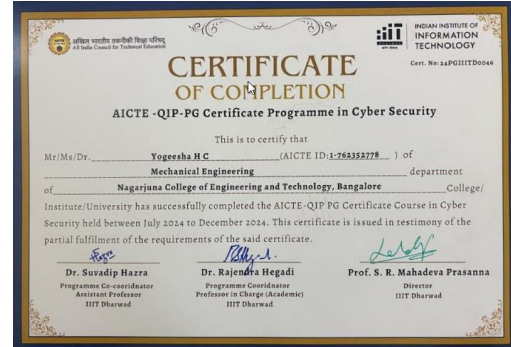 अखिल भारतीय तकनीकी शिक्षा परिषद्
All India Council for Technical Education
INDIAN INSTITUTE OF
INFORMATION
TECHNOLOGY
Cert. No: 24PGIIITD0046
CERTIFICATE
OF COMPLETION
AICTE -QIP-PG Certificate Programme in Cyber Security
This is to certify that
Mr/Ms/Dr. Yogeesha H C (AICTE ID:1-762352778 ) of
Mechanical Engineering department
of Nagarjuna College of Engineering and Technology, Bangalore College/
Institute/University has successfully completed the AICTE-QIP PG Certificate Course in Cyber
Security held between July 2024 to December 2024. This certificate is issued in testimony of the
partial fulfilment of the requirements of the said certificate.
Dr. Suvadip Hazra
Programme Co-cooridnator
Assistant Professor
IIIT Dharwad
Dr. Rajendra Hegadi
Programme Coordinator
Professor in Charge (Academic)
IIIT Dharwad
Prof. S. R. Mahadeva Prasanna
Director
IIIT Dharwad